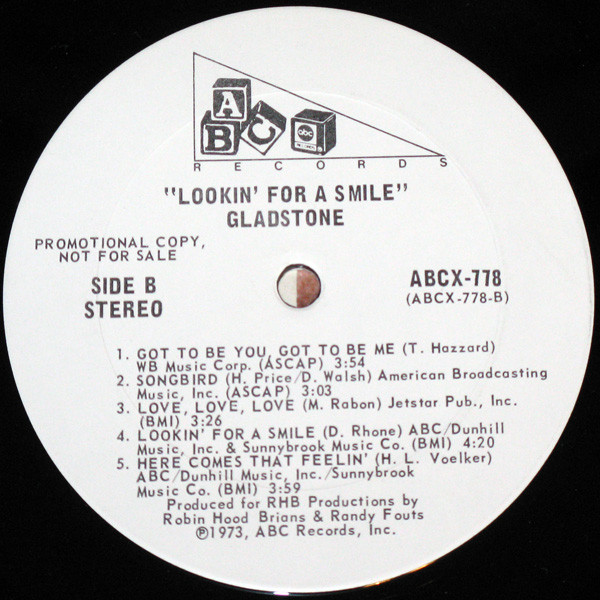 A
B C abc
RECORDS
"LOOKIN' FOR A SMILE"
GLADSTONE
PROMOTIONAL COPY,
NOT FOR SALE
SIDE B
STEREO
ABCX-778
(ABCX-778-B)
1. GOT TO BE YOU, GOT TO BE ME (T. Hazzard)
WB Music Corp. (ASCAP) 3:54
2. SONGBIRD (H. Price/D. Walsh) American Broadcasting
Music, Inc. (ASCAP) 3:03
3. LOVE, LOVE, LOVE (M. Rabon) Jetstar Pub., Inc.
(BMI) 3:26
4. LOOKIN' FOR A SMILE (D. Rhone) ABC/Dunhill
Music, Inc. & Sunnybrook Music Co. (BMI) 4:20
5. HERE COMES THAT FEELIN' (H. L. Voelker)
ABC/Dunhill Music, Inc./Sunnybrook
Music Co. (BMI) 3:59
Produced for RHB Productions by
Robin Hood Brians & Randy Fouts
℗1973, ABC Records, Inc.